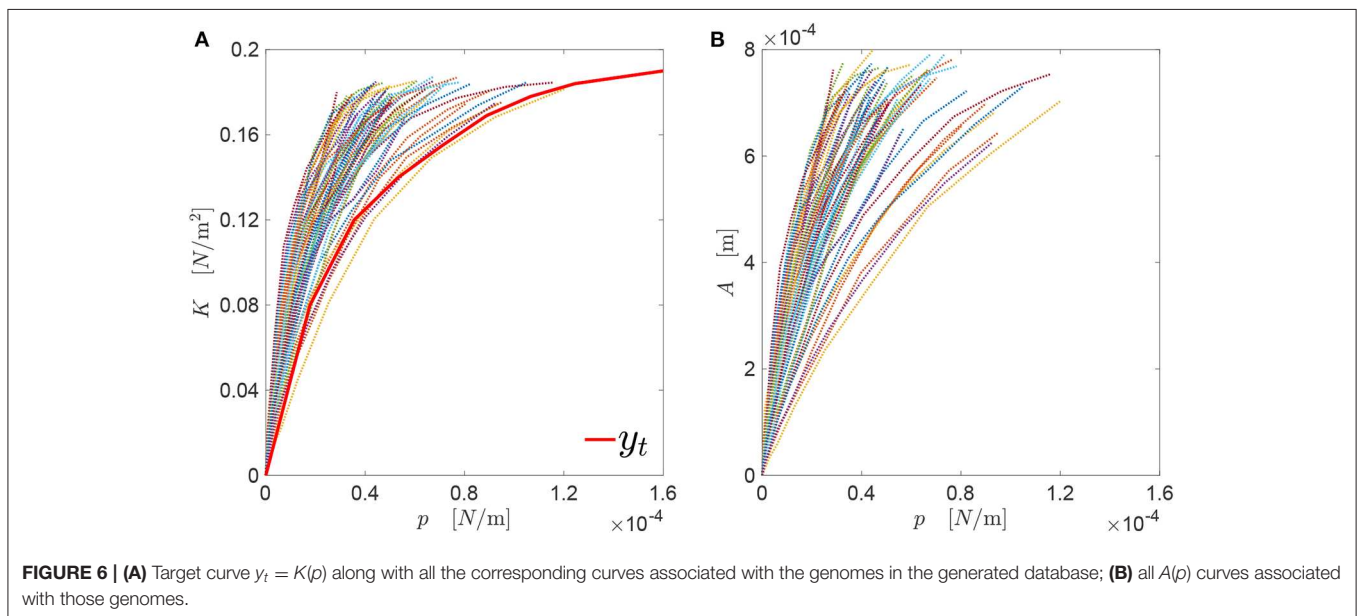 A
0.2
0.16
0.12
0.08
0.04
0
K [N/m²]
0
0.4
0.8
1.2
1.6
p [N/m]
×10⁻⁴
y_t
B
8 ×10⁻⁴
6
4
2
0
A [m]
0
0.4
0.8
1.2
1.6
p [N/m]
×10⁻⁴
FIGURE 6 | (A) Target curve y_t = K(p) along with all the corresponding curves associated with the genomes in the generated database; (B) all A(p) curves associated
with those genomes.